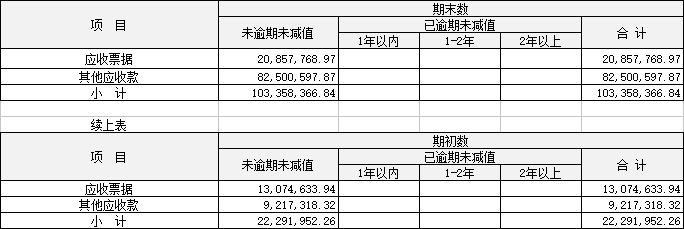 项 目 期末数
未逾期未减值 已逾期未减值 合 计
1年以内 1-2年 2年以上
应收票据 20,857,768.97 20,857,768.97
其他应收款 82,500,597.87 82,500,597.87
小 计 103,358,366.84 103,358,366.84
续上表
项 目 期初数
未逾期未减值 已逾期未减值 合 计
1年以内 1-2年 2年以上
应收票据 13,074,633.94 13,074,633.94
其他应收款 9,217,318.32 9,217,318.32
小 计 22,291,952.26 22,291,952.26